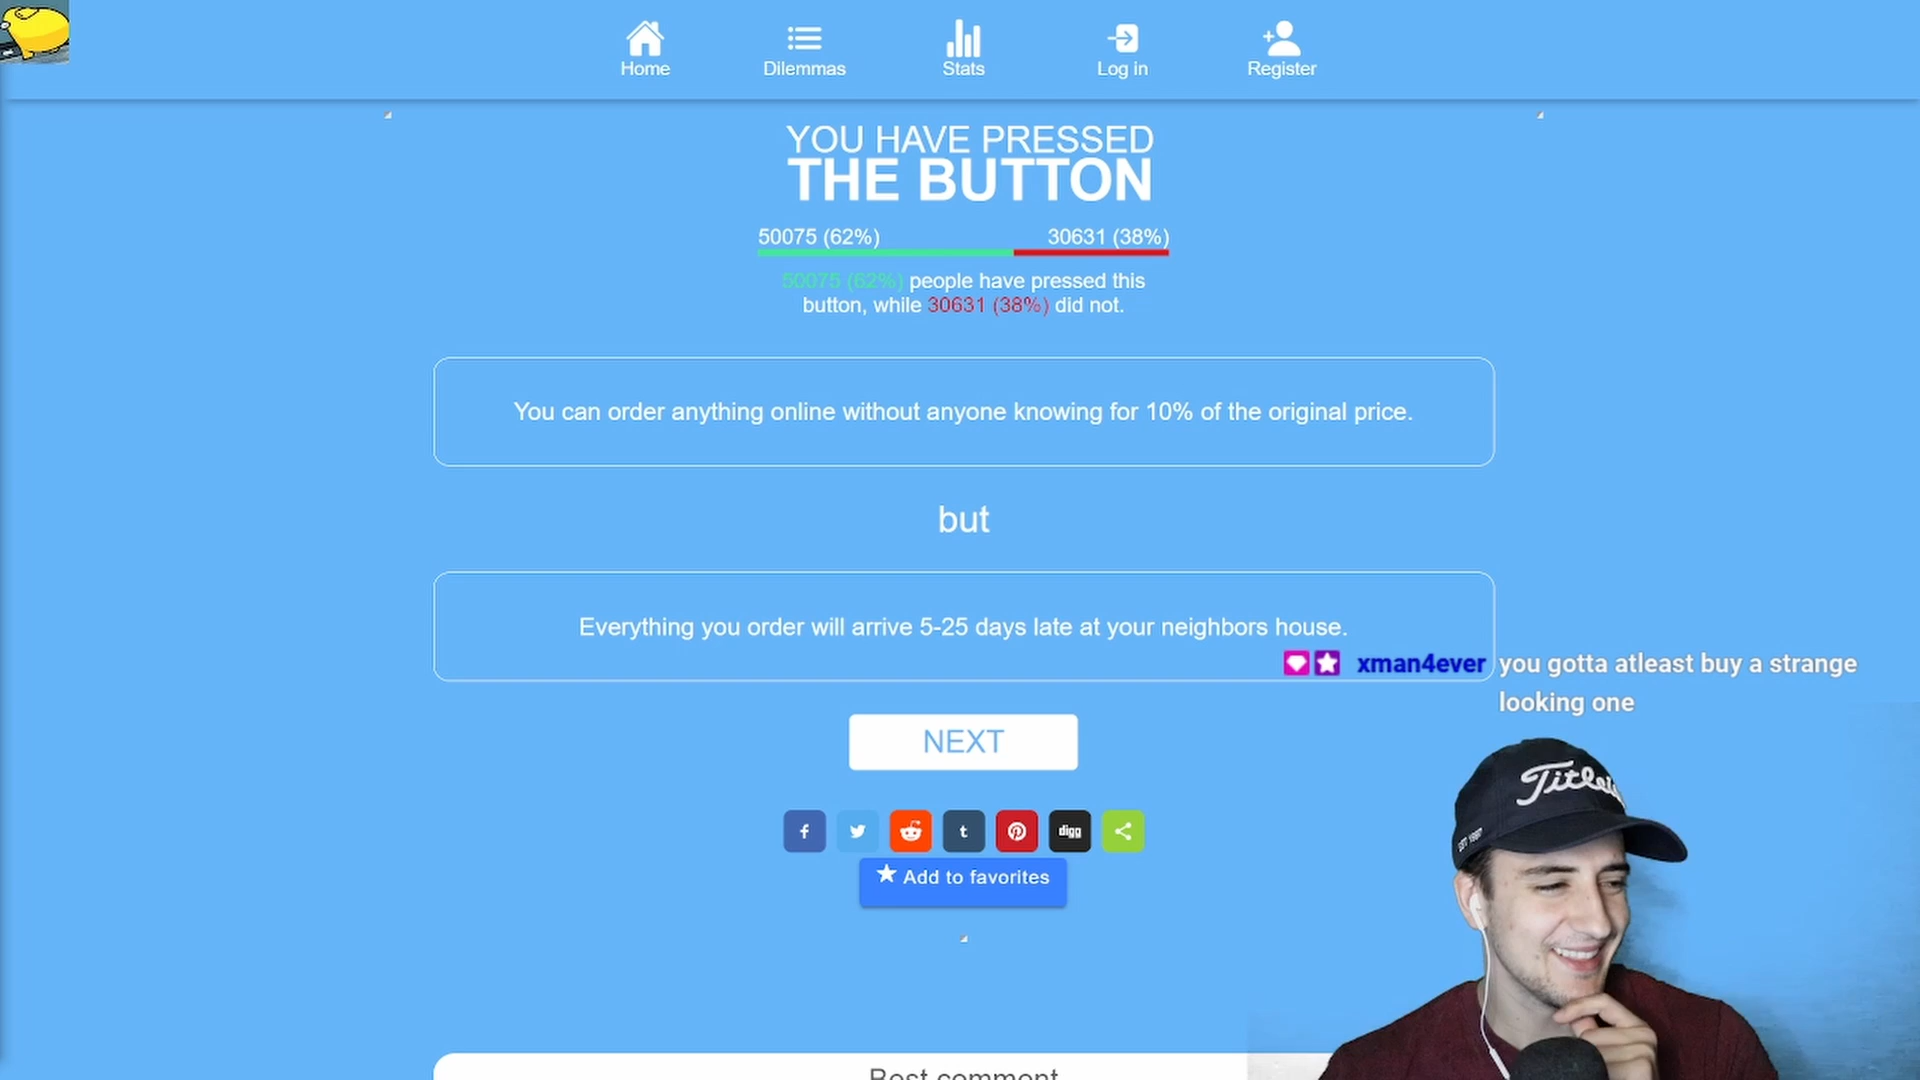 Home
Dilemmas
Stats
Log in
Register
YOU HAVE PRESSED
THE BUTTON
50075 (62%)
30631 (38%)
50075 (62%) people have pressed this
button, while 30631 (38%) did not.
You can order anything online without anyone knowing for 10% of the original price.
but
Everything you order will arrive 5-25 days late at your neighbors house.
xman4ever you gotta atleast buy a strange
looking one
NEXT
f
t
digg
Add to favorites
Best comment